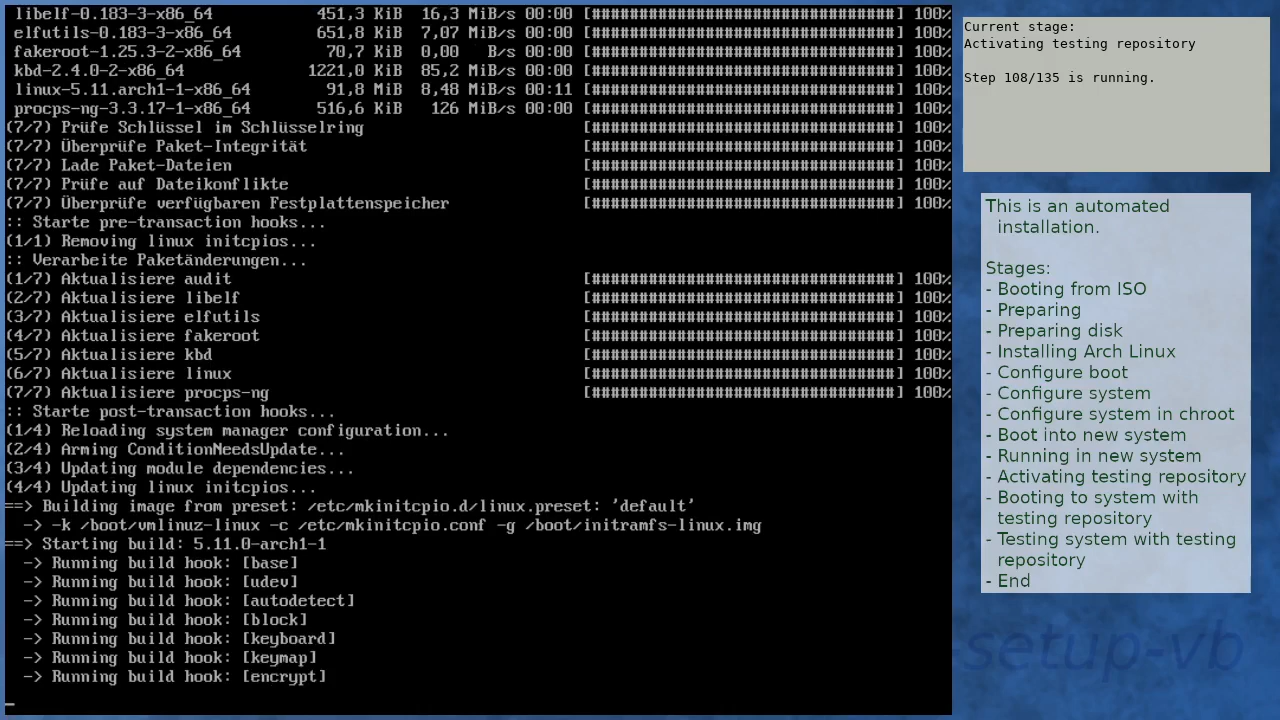 libelf-0.183-3-x86_64 451,3 KiB 16,3 MiB/s 00:00 [################################] 100%
elfutils-0.183-3-x86_64 651,8 KiB 7,07 MiB/s 00:00 [################################] 100%
fakeroot-1.25.3-2-x86_64 70,7 KiB 0,00 B/s 00:00 [################################] 100%
kbd-2.4.0-2-x86_64 1221,0 KiB 85,2 MiB/s 00:00 [################################] 100%
linux-5.11.arch1-1-x86_64 91,8 MiB 8,48 MiB/s 00:11 [################################] 100%
procps-ng-3.3.17-1-x86_64 516,6 KiB 126 MiB/s 00:00 [################################] 100%
(7/7) Prüfe Schlüssel im Schlüsselring [################################] 100%
(7/7) Überprüfe Paket-Integrität [################################] 100%
(7/7) Lade Paket-Dateien [################################] 100%
(7/7) Prüfe auf Dateikonflikte [################################] 100%
(7/7) Überprüfe verfügbaren Festplattenspeicher [################################] 100%
:: Starte pre-transaction hooks...
(1/1) Removing linux initcpios...
:: Verarbeite Paketänderungen...
(1/7) Aktualisiere audit [################################] 100%
(2/7) Aktualisiere libelf [################################] 100%
(3/7) Aktualisiere elfutils [################################] 100%
(4/7) Aktualisiere fakeroot [################################] 100%
(5/7) Aktualisiere kbd [################################] 100%
(6/7) Aktualisiere linux [################################] 100%
(7/7) Aktualisiere procps-ng [################################] 100%
:: Starte post-transaction hooks...
(1/4) Reloading system manager configuration...
(2/4) Arming ConditionNeedsUpdate...
(3/4) Updating module dependencies...
(4/4) Updating linux initcpios...
==> Building image from preset: /etc/mkinitcpio.d/linux.preset: 'default'
-> -k /boot/vmlinuz-linux -c /etc/mkinitcpio.conf -g /boot/initramfs-linux.img
==> Starting build: 5.11.0-arch1-1
-> Running build hook: [base]
-> Running build hook: [udev]
-> Running build hook: [autodetect]
-> Running build hook: [block]
-> Running build hook: [keyboard]
-> Running build hook: [keymap]
-> Running build hook: [encrypt]
_
Current stage:
Activating testing repository
Step 108/135 is running.
This is an automated
installation.
Stages:
- Booting from ISO
- Preparing
- Preparing disk
- Installing Arch Linux
- Configure boot
- Configure system
- Configure system in chroot
- Boot into new system
- Running in new system
- Activating testing repository
- Booting to system with
testing repository
- Testing system with testing
repository
- End
-setup-vb